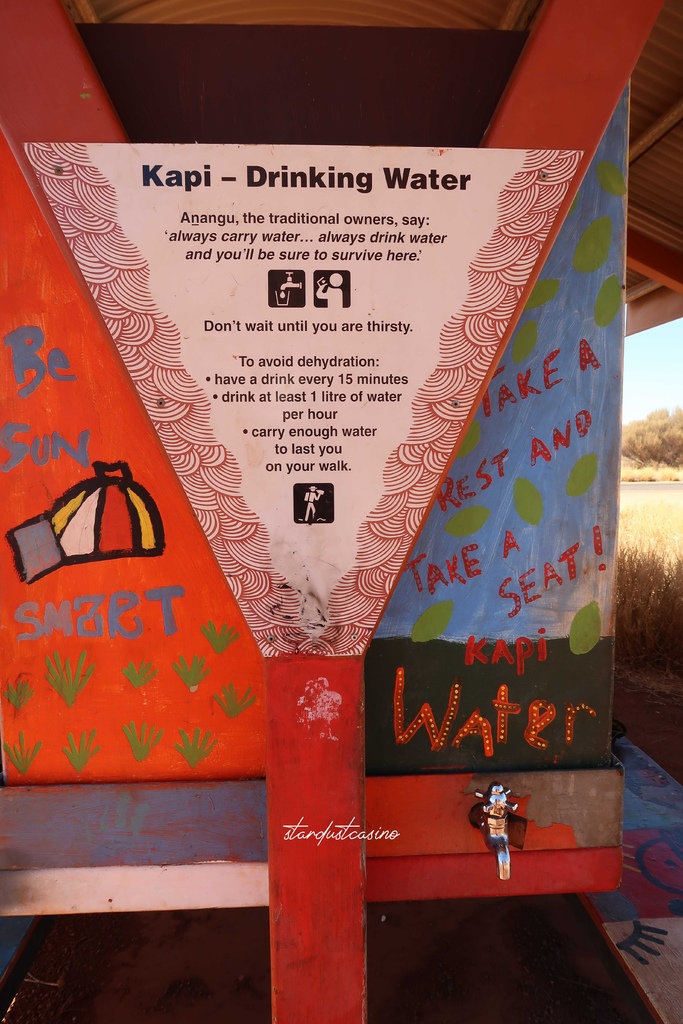 Kapi – Drinking Water
Aṉangu, the traditional owners, say:
‘always carry water... always drink water
and you’ll be sure to survive here.’
Don’t wait until you are thirsty.
To avoid dehydration:
• have a drink every 15 minutes
• drink at least 1 litre of water
per hour
• carry enough water
to last you
on your walk.
Be
SUN
SMART
TAKE A
REST AND
TAKE A
SEAT!
KAPI
Water
stardustcasino